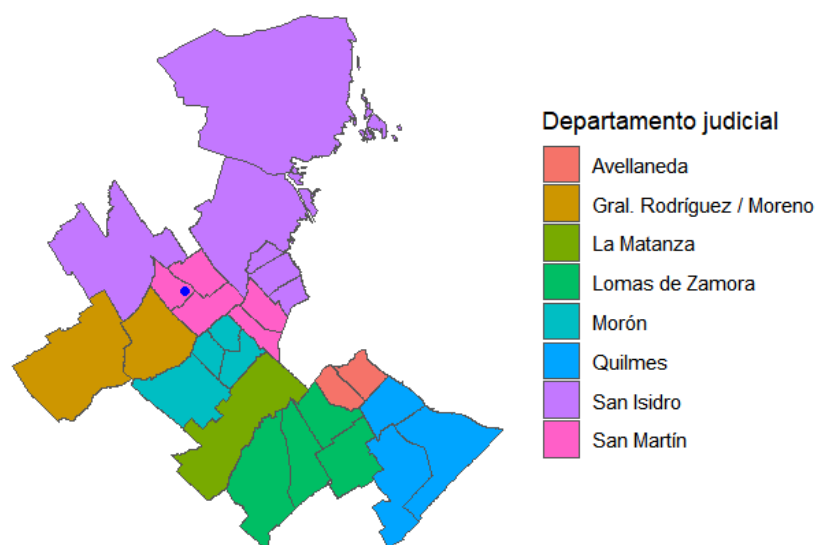 Departamento judicial
Avellaneda
Gral. Rodríguez / Moreno
La Matanza
Lomas de Zamora
Morón
Quilmes
San Isidro
San Martín